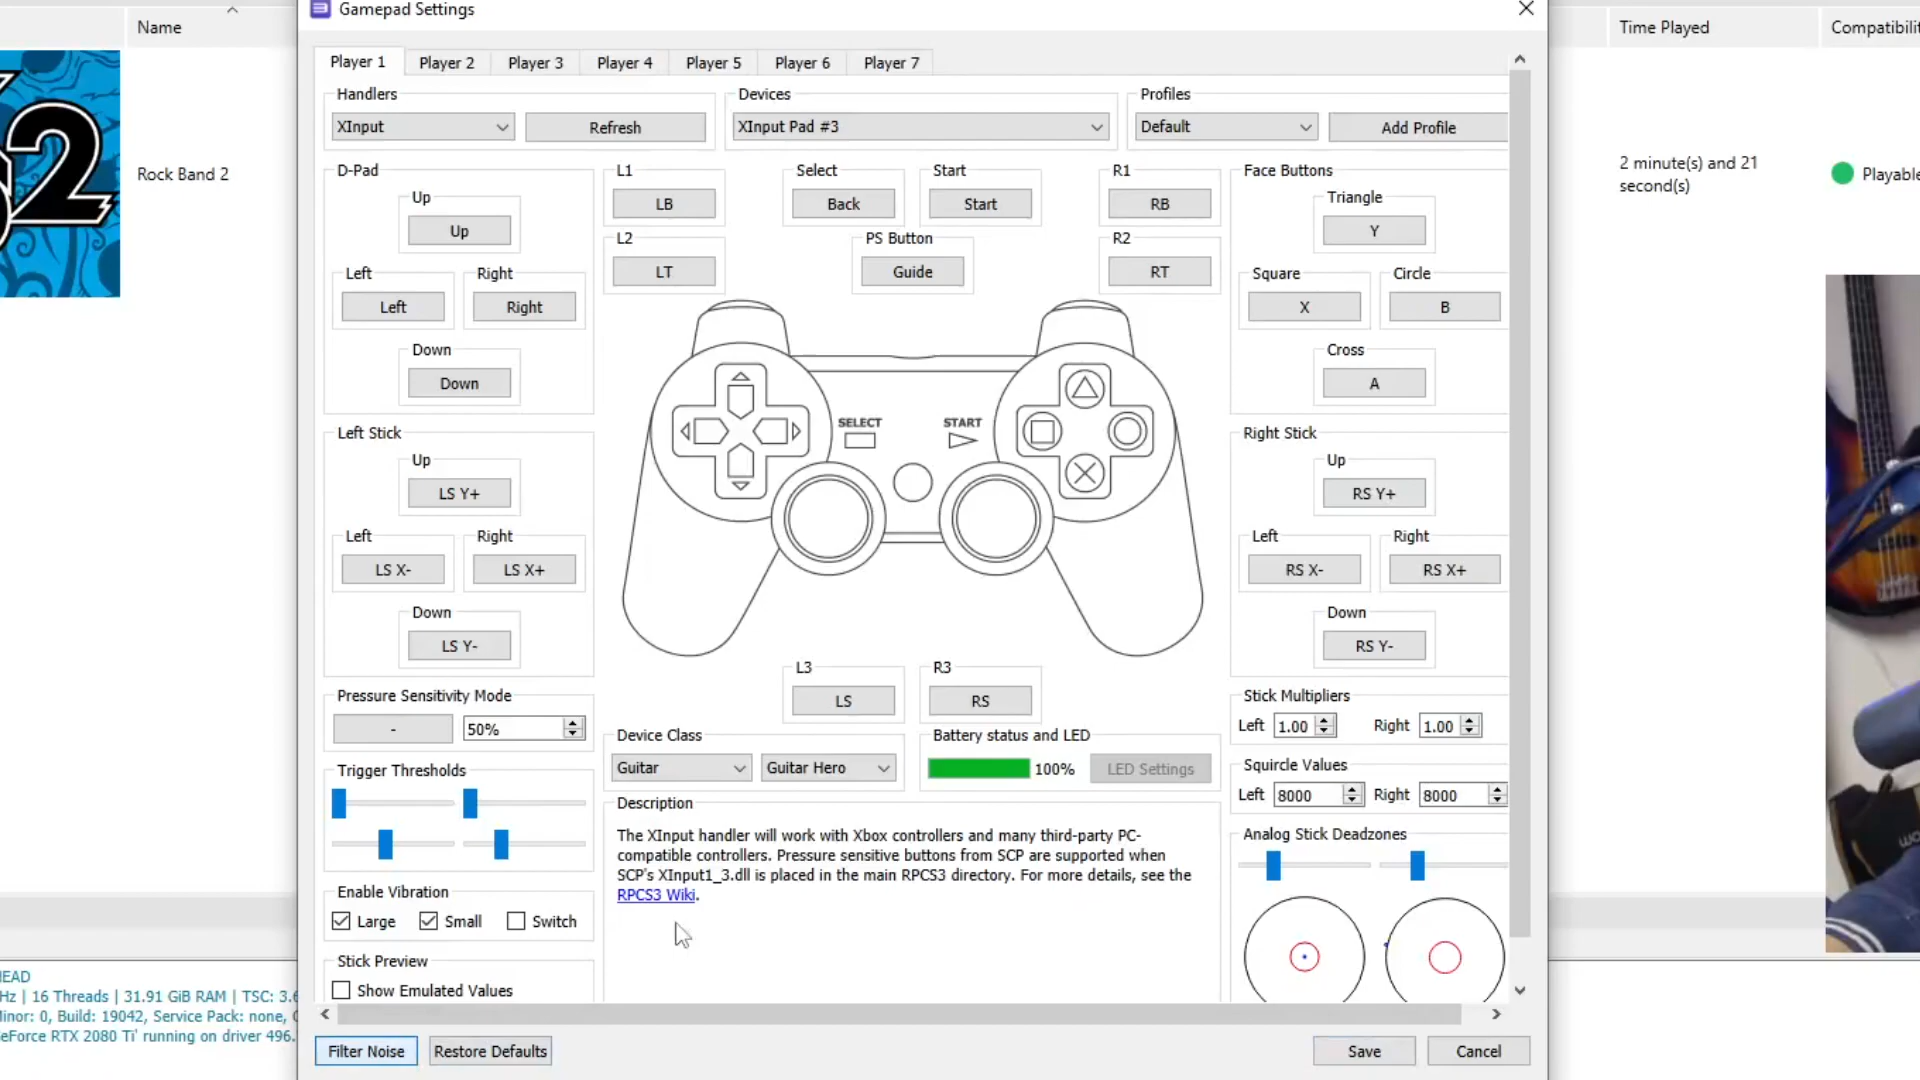 Gamepad Settings
Name
Time Played
Compatibilit
Player 1
Player 2
Player 3
Player 4
Player 5
Player 6
Player 7
Handlers
XInput
Refresh
Devices
XInput Pad #3
Profiles
Default
Add Profile
2
Rock Band 2
2 minute(s) and 21
second(s)
Playable
D-Pad
Up
Up
Left
Left
Right
Right
Down
Down
L1
LB
L2
LT
Select
Back
Start
Start
PS Button
Guide
R1
RB
R2
RT
Face Buttons
Triangle
Y
Square
X
Circle
B
Cross
A
SELECT
START
Left Stick
Up
LS Y+
Left
LS X-
Right
LS X+
Down
LS Y-
Right Stick
Up
RS Y+
Left
RS X-
Right
RS X+
Down
RS Y-
L3
LS
R3
RS
Pressure Sensitivity Mode
-
50%
Device Class
Guitar
Guitar Hero
Battery status and LED
100%
LED Settings
Stick Multipliers
Left 1.00 Right 1.00
Trigger Thresholds
Squircle Values
Left 8000 Right 8000
Description
The XInput handler will work with Xbox controllers and many third-party PC-
compatible controllers. Pressure sensitive buttons from SCP are supported when
SCP's XInput1_3.dll is placed in the main RPCS3 directory. For more details, see the
RPCS3 Wiki.
Analog Stick Deadzones
Enable Vibration
Large
Small
Switch
Stick Preview
Show Emulated Values
HEAD
Hz | 16 Threads | 31.91 GiB RAM | TSC: 3.6
Minor: 0, Build: 19042, Service Pack: none,
GeForce RTX 2080 Ti' running on driver 496.
Filter Noise
Restore Defaults
Save
Cancel